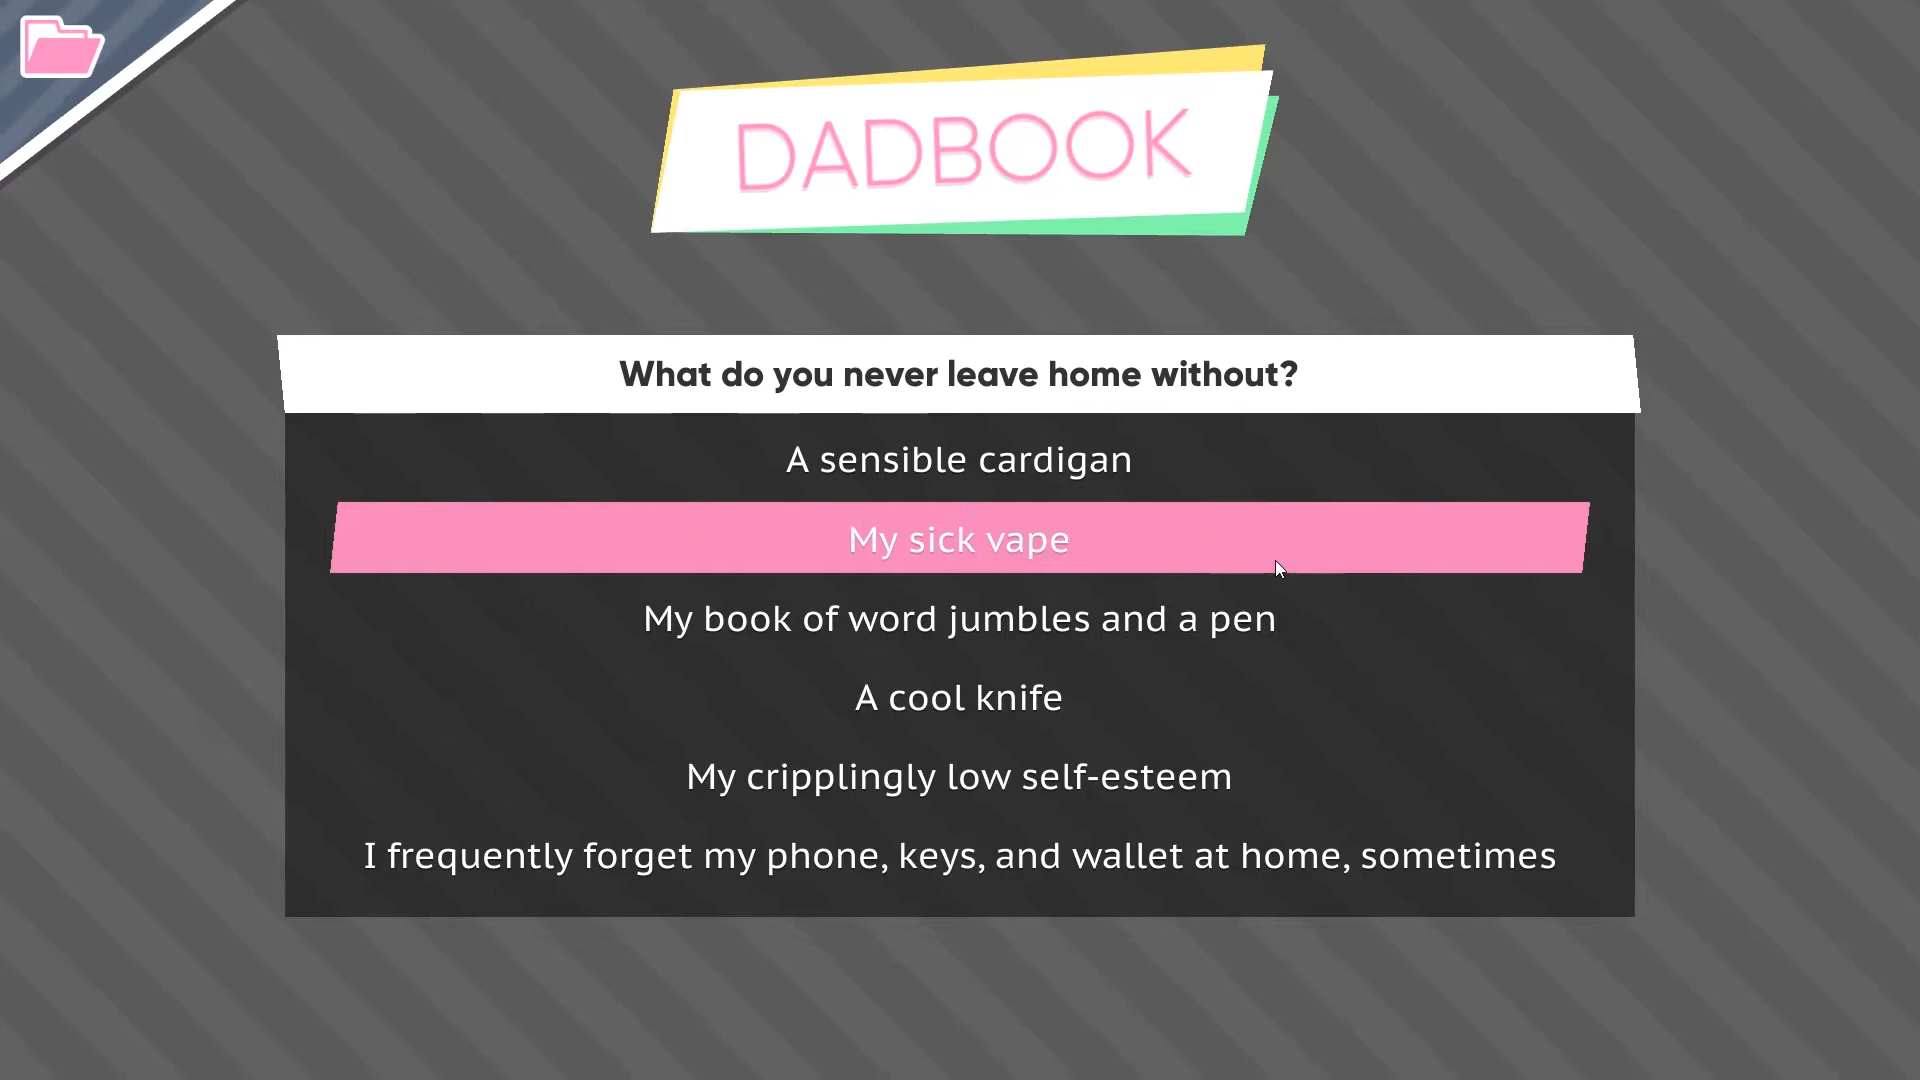 DADBOOK
What do you never leave home without?
A sensible cardigan
My sick vape
My book of word jumbles and a pen
A cool knife
My cripplingly low self-esteem
I frequently forget my phone, keys, and wallet at home, sometimes